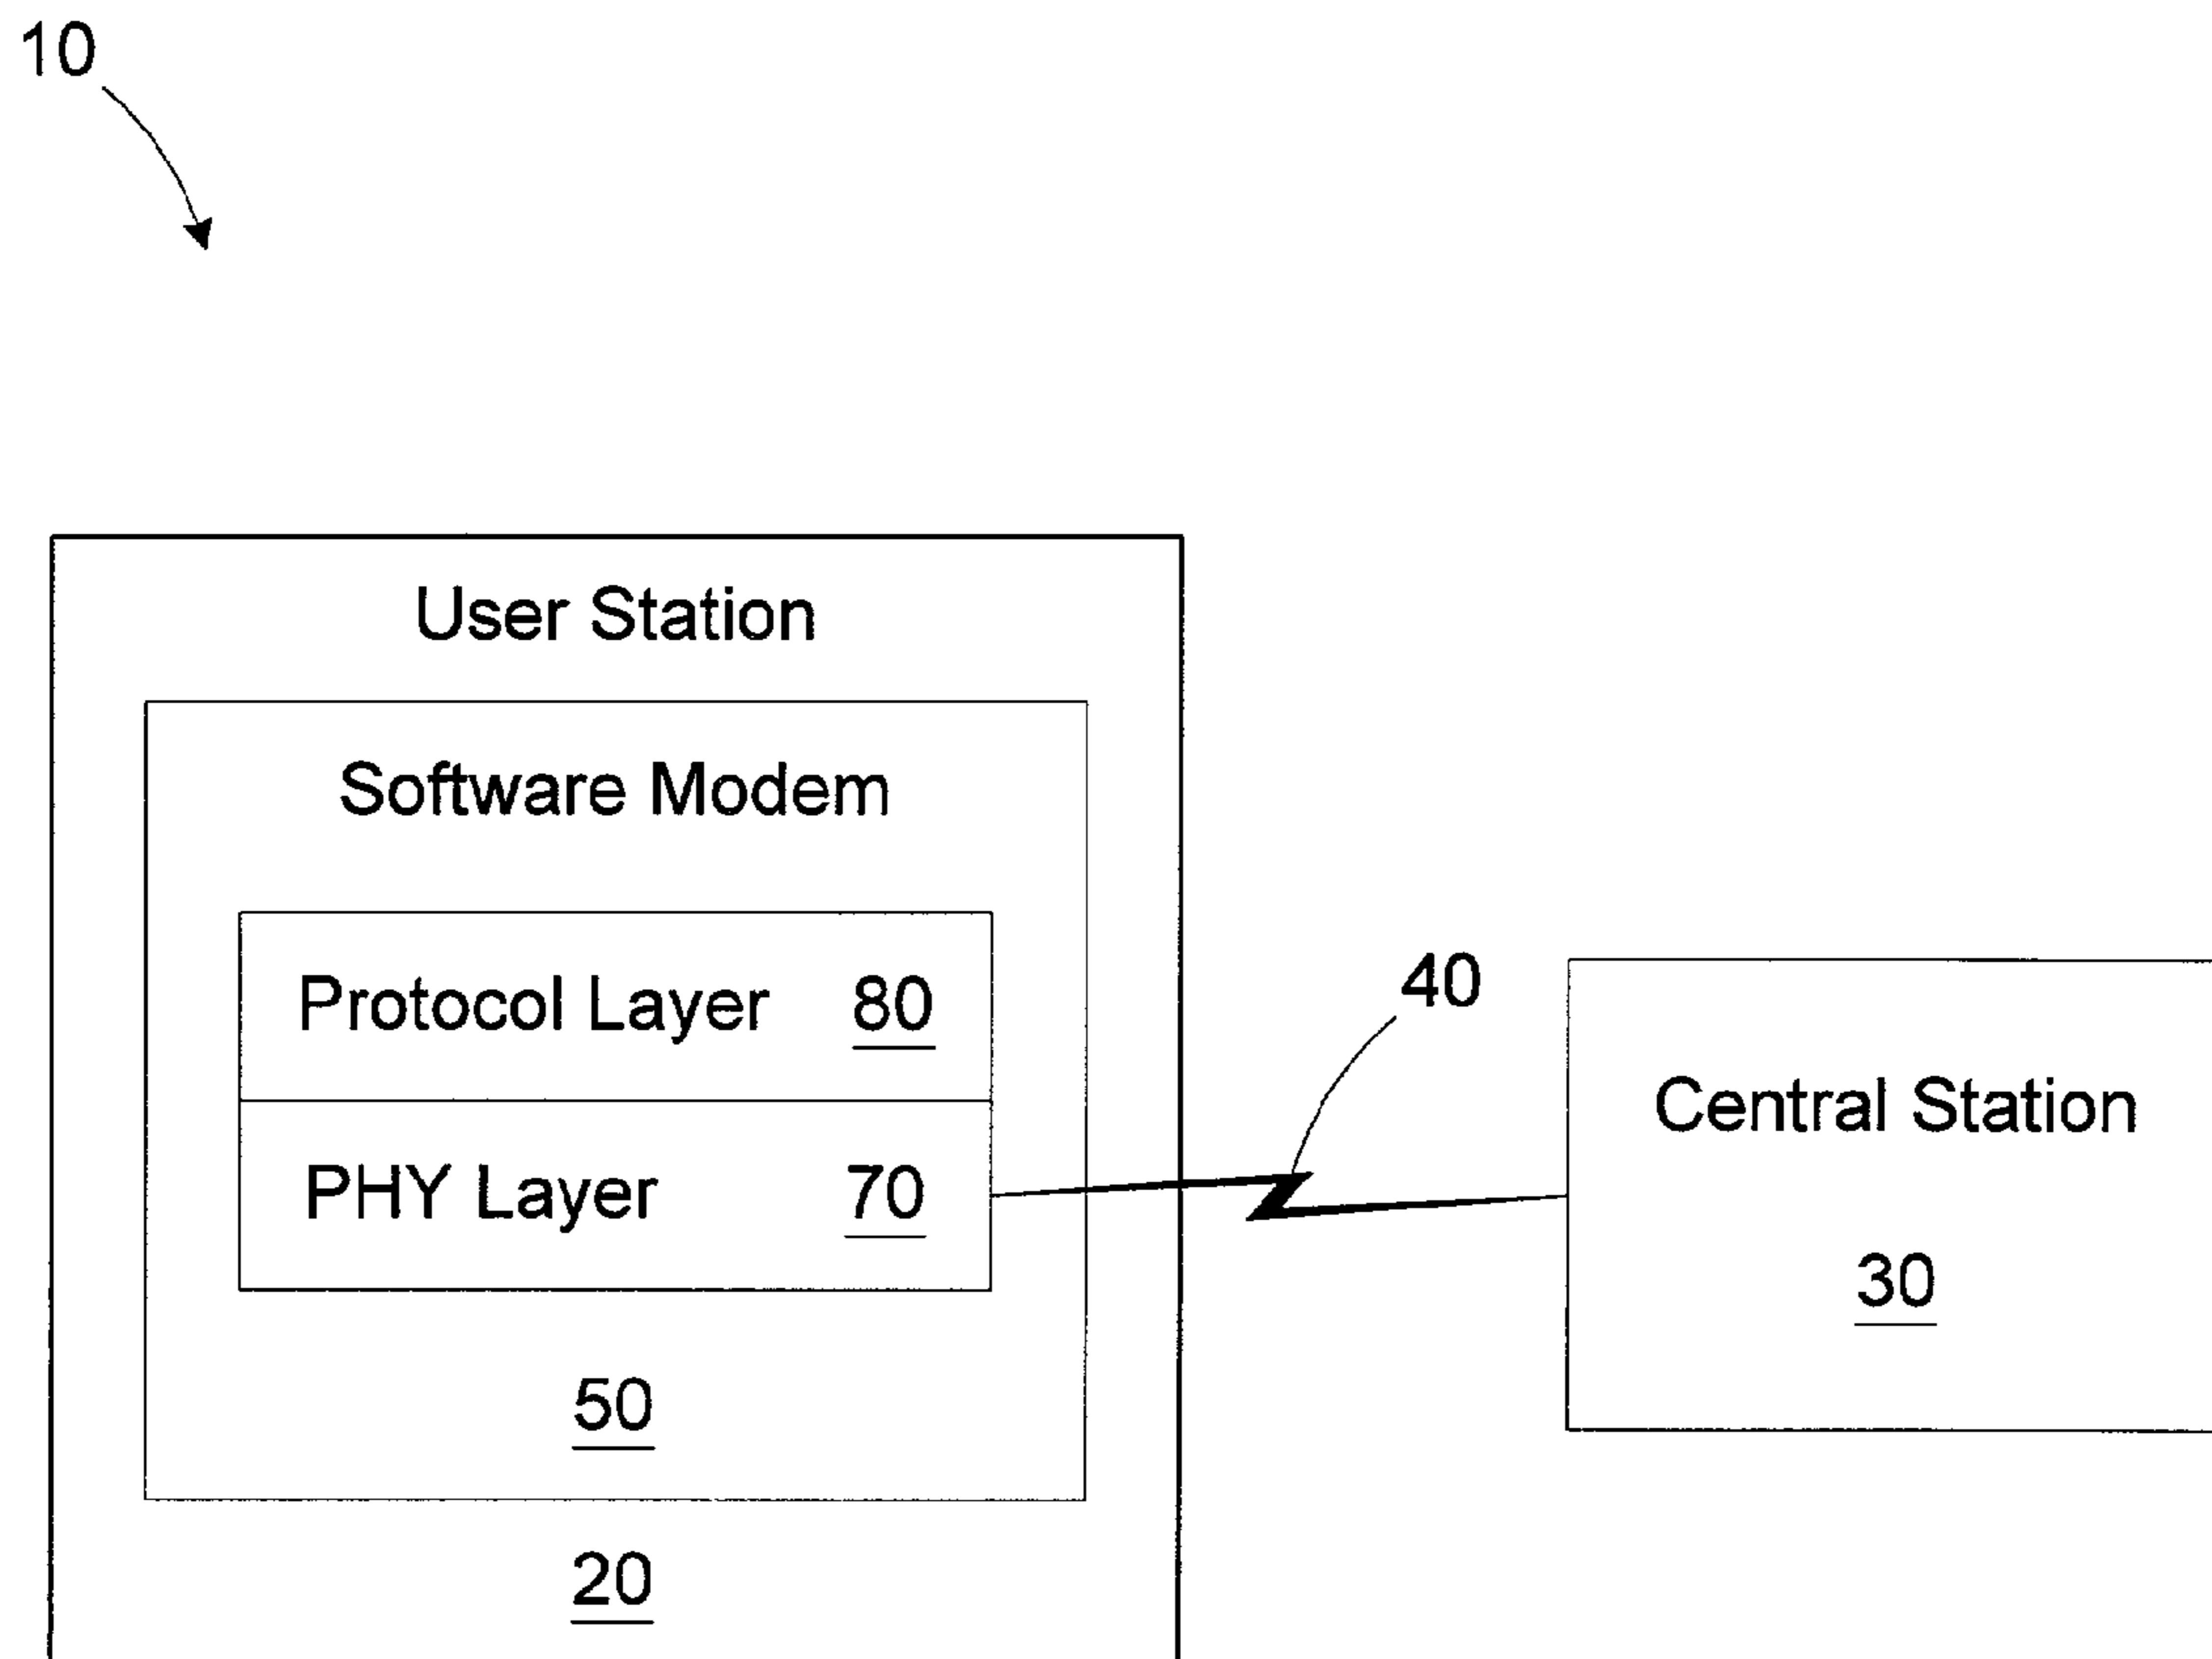 10
User Station
Software Modem
Protocol Layer 80
PHY Layer 70
50
20
40
Central Station
30